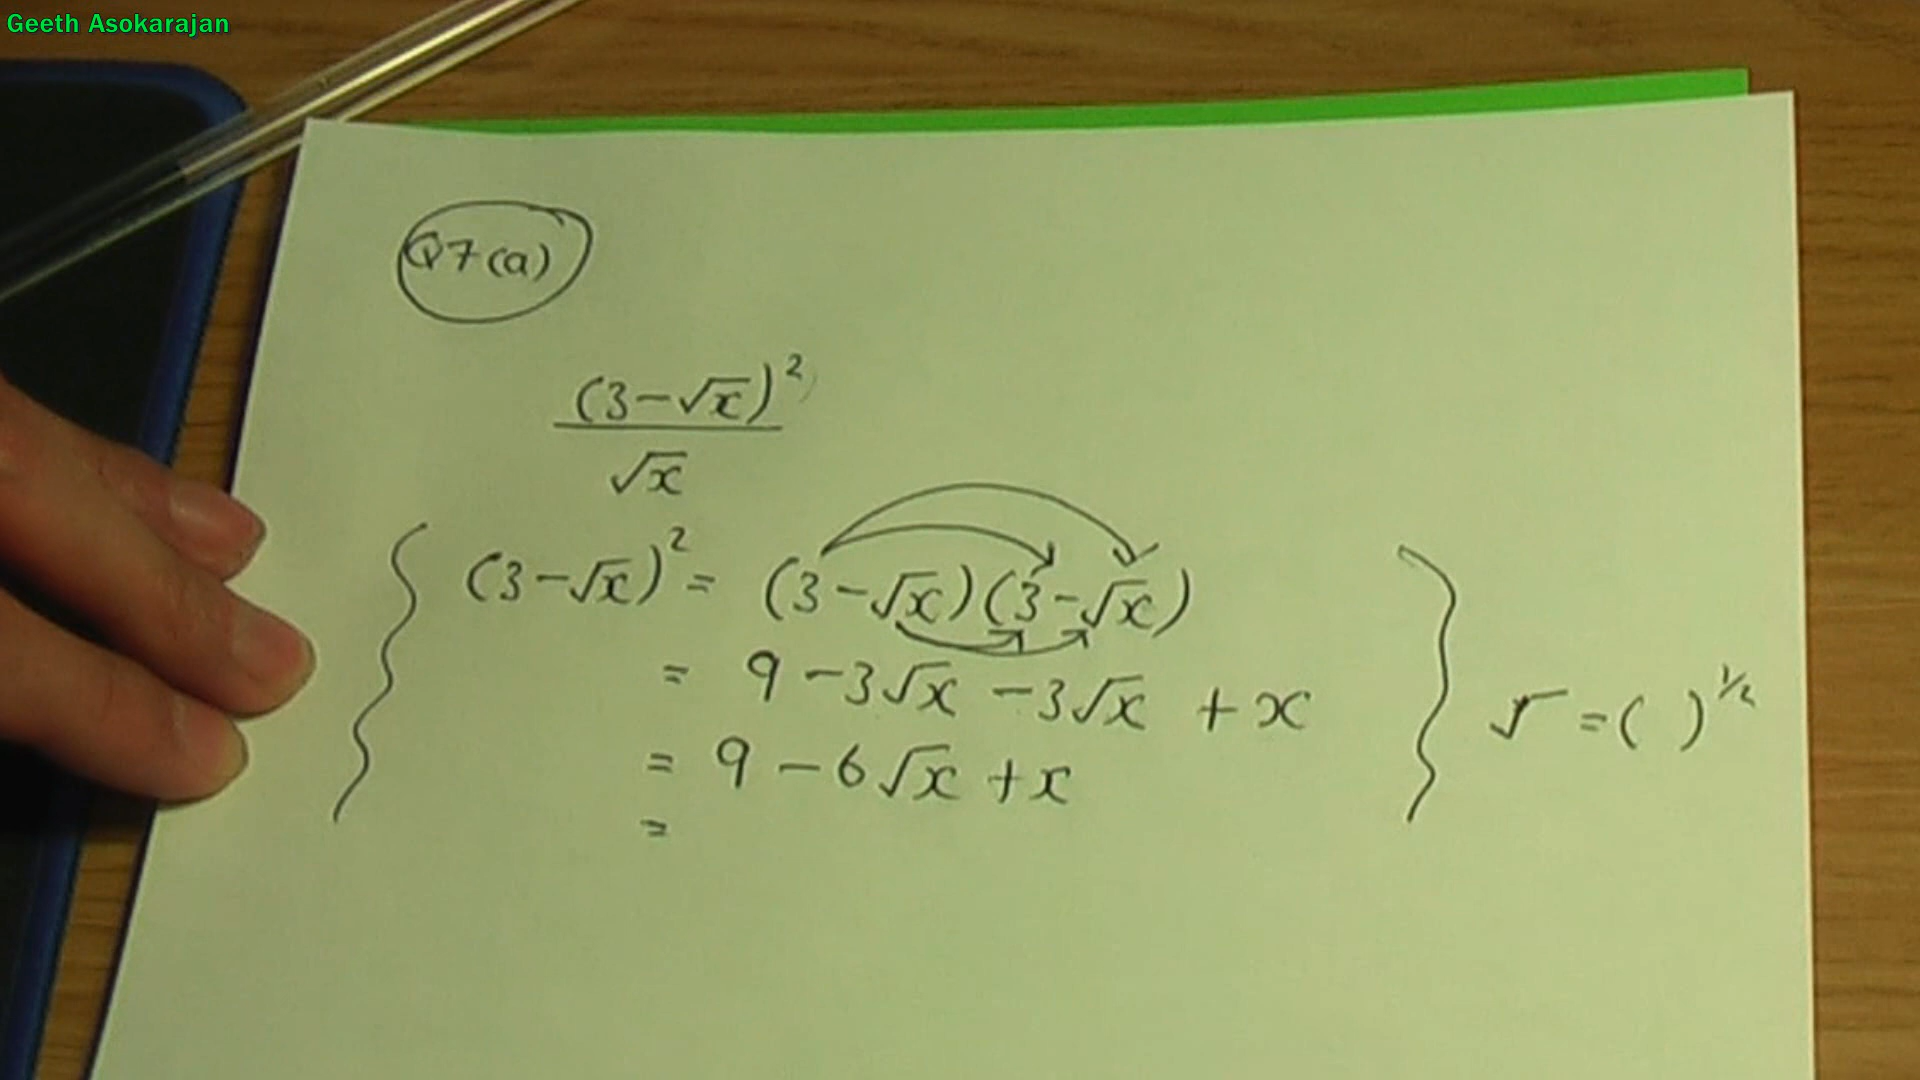 Geeth Asokarajan
Q7(a)
(3-√x)²
√x
(3-√x)² = (3-√x)(3-√x)
= 9 - 3√x - 3√x + x
= 9 - 6√x + x
=
√ = ( )^1/2